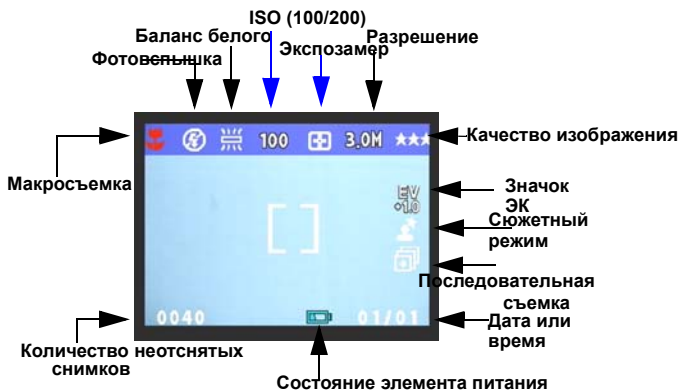 ISO (100/200)
Баланс белого
Разрешение
Экспозамер
Фотовспышка
100
3.0M
Качество изображения
Макросъемка
EV
+1.0
Значок
ЭК
Сюжетный
режим
Последовательная
съемка
0040
01/01
Дата или
время
Количество неотснятых
снимков
Состояние элемента питания